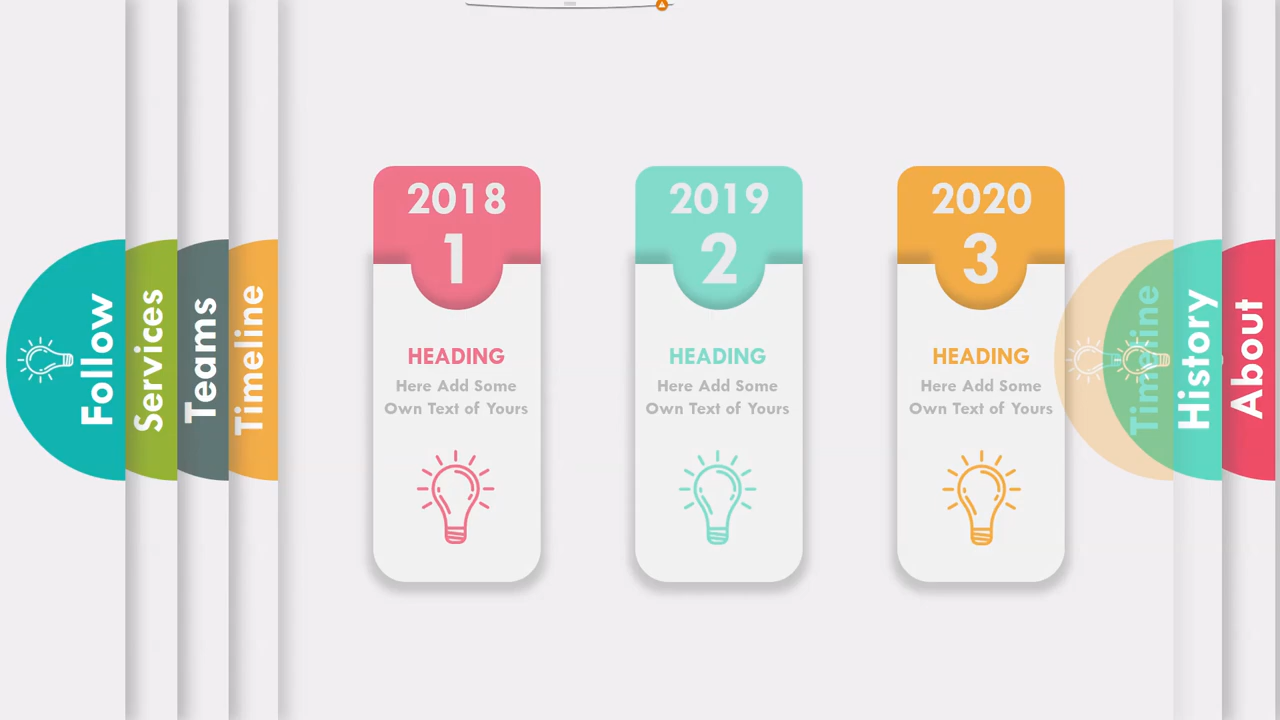 Follow
Services
Teams
Timeline
2018
1
HEADING
Here Add Some
Own Text of Yours
2019
2
HEADING
Here Add Some
Own Text of Yours
2020
3
HEADING
Here Add Some
Own Text of Yours
Timeline
History
About